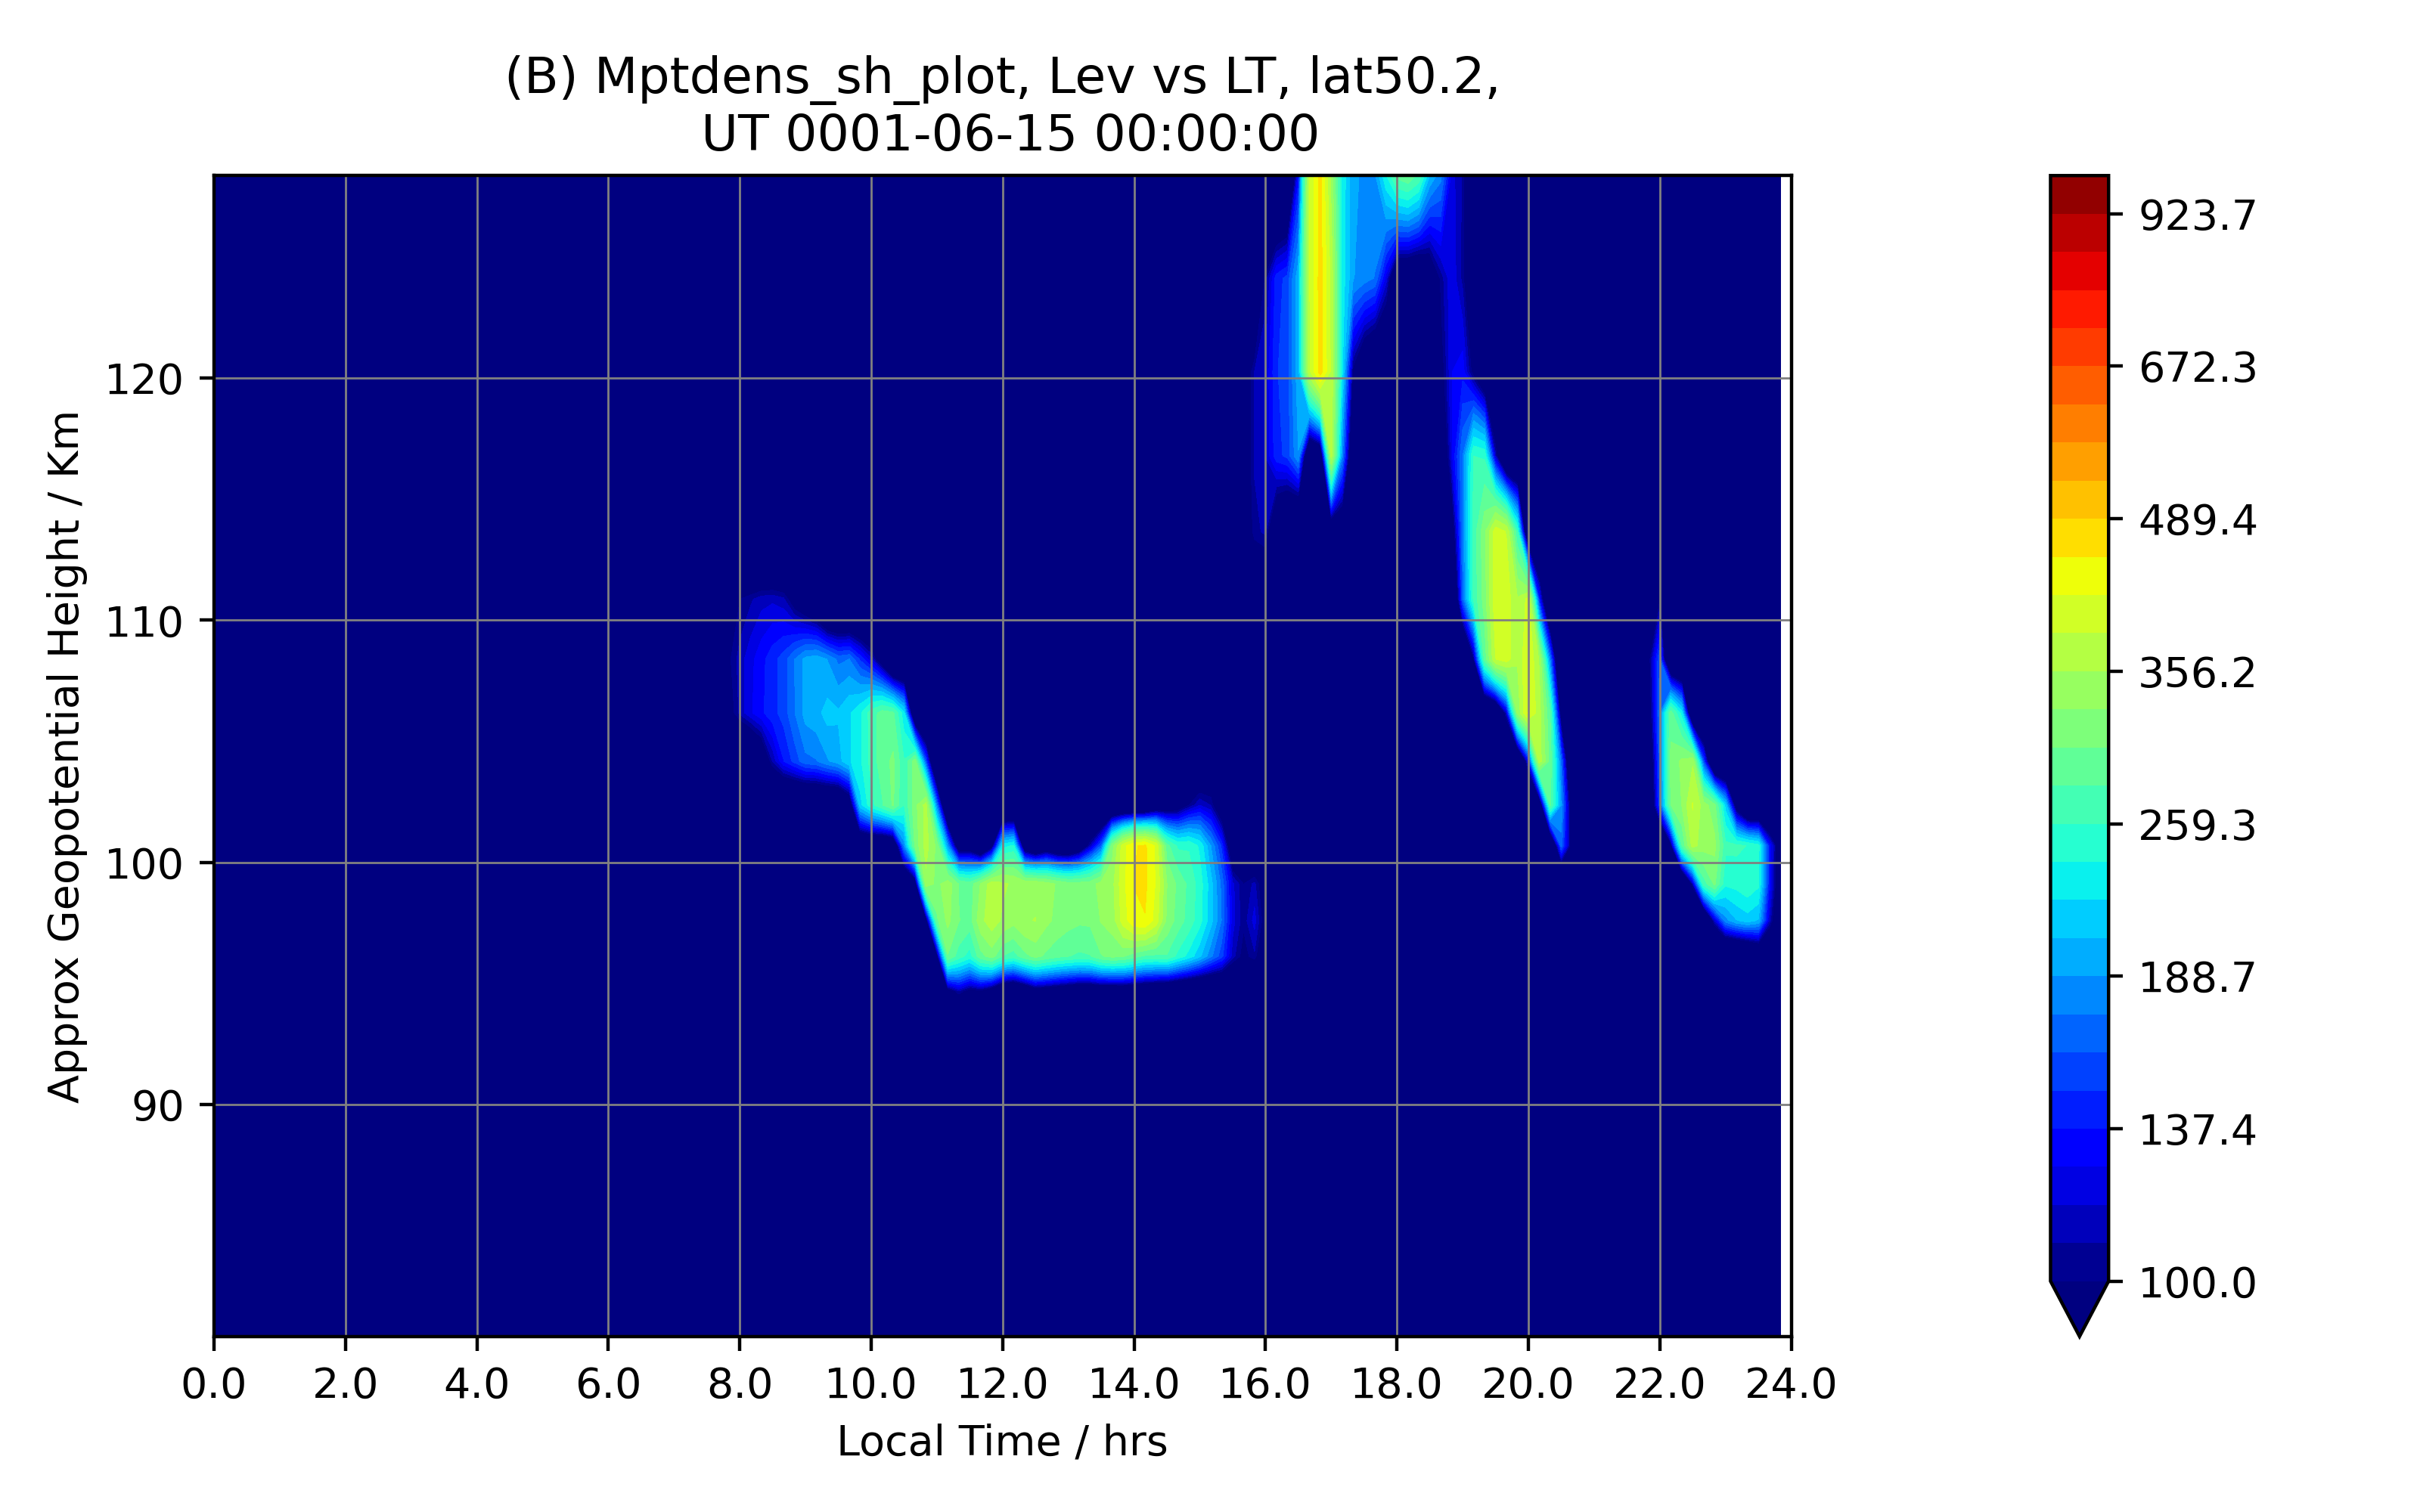 (B) Mptdens_sh_plot, Lev vs LT, lat50.2,
UT 0001-06-15 00:00:00
Approx Geopotential Height / Km
120
110
100
90
0.0 2.0 4.0 6.0 8.0 10.0 12.0 14.0 16.0 18.0 20.0 22.0 24.0
Local Time / hrs
923.7
672.3
489.4
356.2
259.3
188.7
137.4
100.0